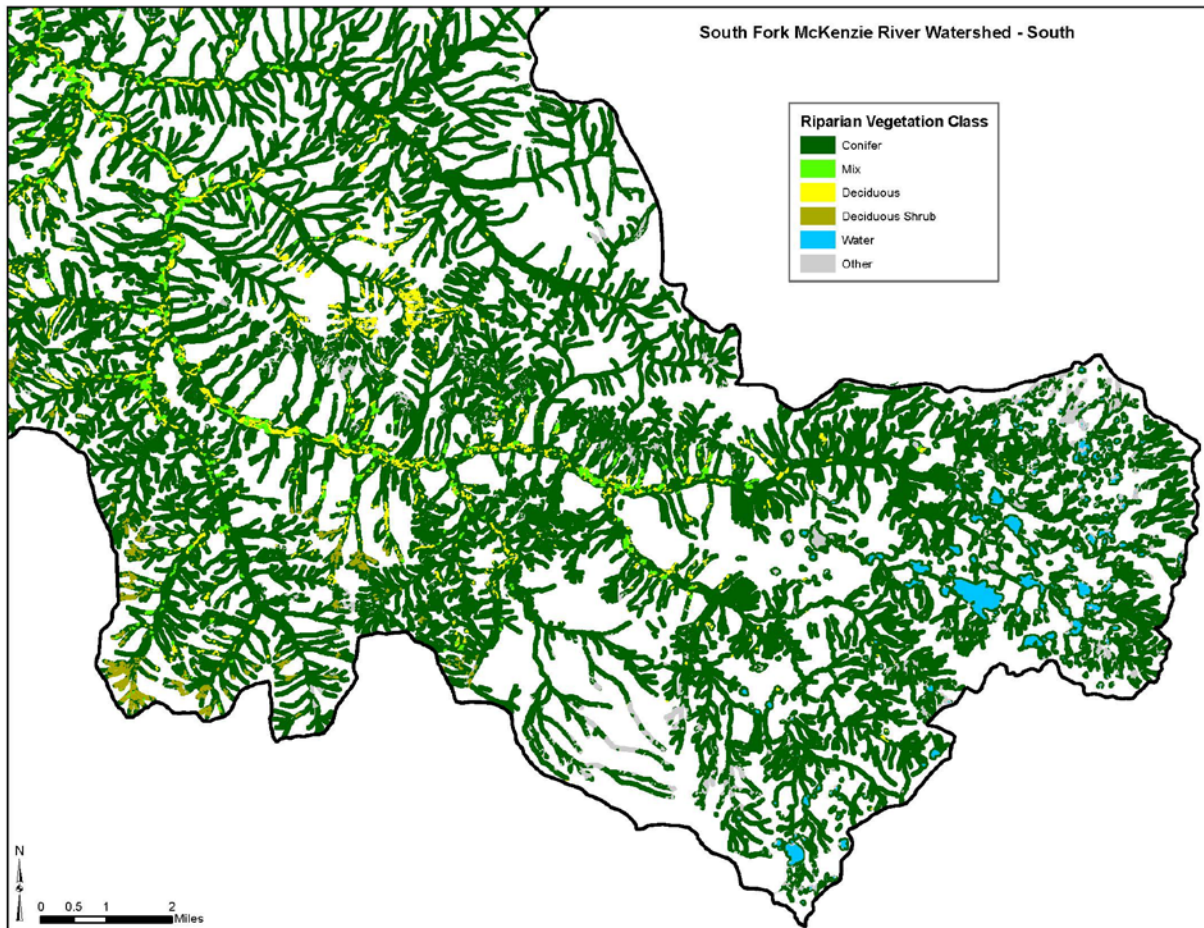 South Fork McKenzie River Watershed - South
Riparian Vegetation Class
Conifer
Mix
Deciduous
Deciduous Shrub
Water
Other
N
0 0.5 1 2
Miles